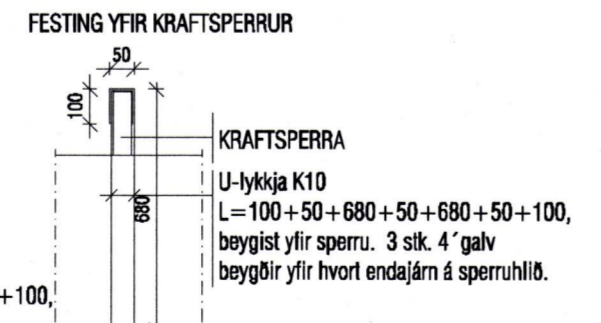 FESTING YFIR KRAFTSPERRUR
50
100
KRAFTSPERRA
680
U-lykkja K10
L=100+50+680+50+680+50+100,
beygist yfir sperru. 3 stk. 4´galv
beygðir yfir hvort endajárn á sperruhlið.
+100,